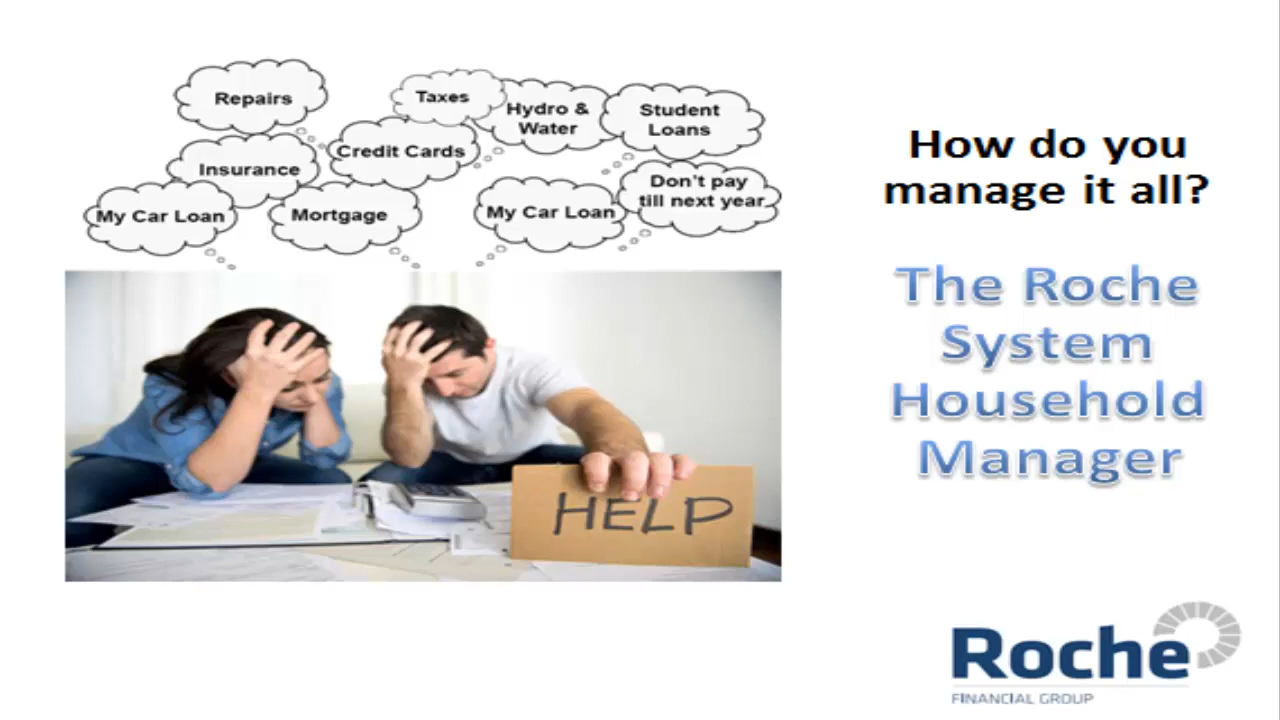 Repairs
Taxes
Hydro &
Water
Student
Loans
Credit Cards
Insurance
Don't pay
till next year
My Car Loan
Mortgage
My Car Loan
HELP
How do you
manage it all?
The Roche
System
Household
Manager
Roche
FINANCIAL GROUP